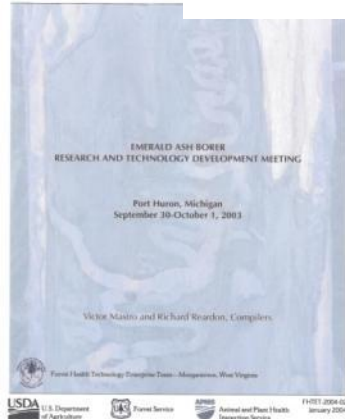 EMERALD ASH BORER
RESEARCH AND TECHNOLOGY DEVELOPMENT MEETING
Port Huron, Michigan
September 30-October 1, 2003
Victor Mastro and Richard Reardon, Compilers
Forest Health Technology Enterprise Team—Morgantown, West Virginia
USDA
U.S. Department
of Agriculture
Forest Service
APHIS
Animal and Plant Health
Inspection Service
FHTET-2004-02
January 2004